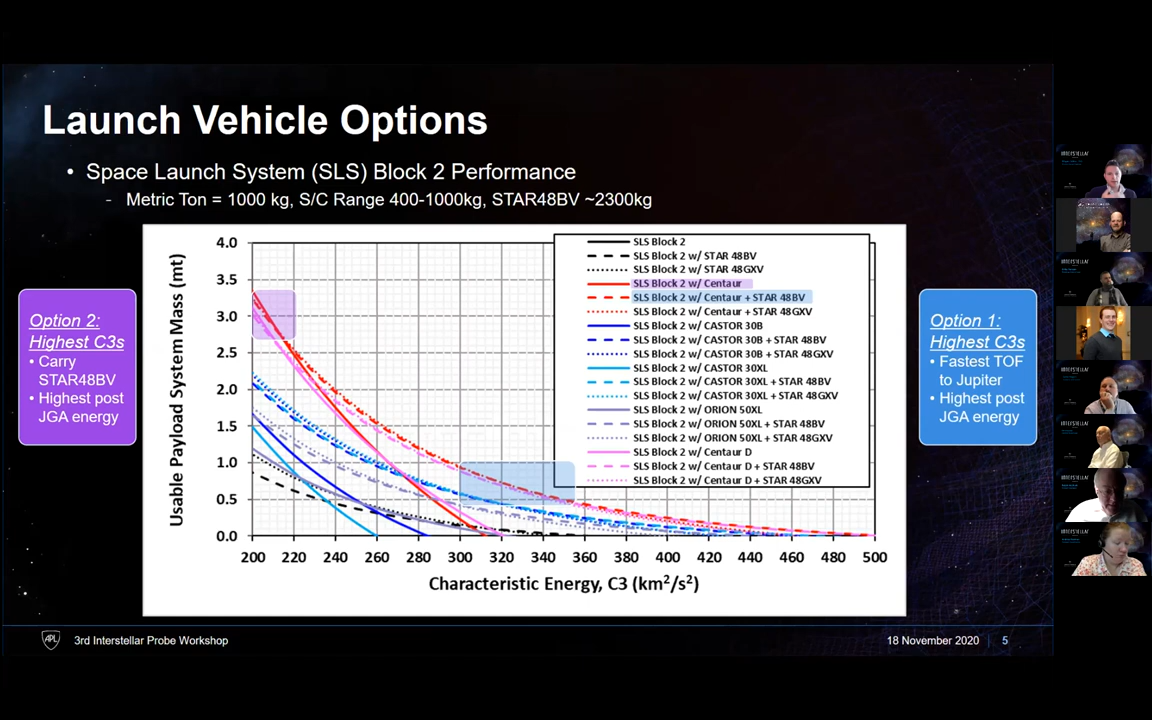 Launch Vehicle Options
• Space Launch System (SLS) Block 2 Performance
- Metric Ton = 1000 kg, S/C Range 400-1000kg, STAR48BV ~2300kg
Option 2:
Highest C3s
• Carry
STAR48BV
• Highest post
JGA energy
Usable Payload System Mass (mt)
4.0
3.5
3.0
2.5
2.0
1.5
1.0
0.5
0.0
200 220 240 260 280 300 320 340 360 380 400 420 440 460 480 500
Characteristic Energy, C3 (km²/s²)
SLS Block 2
SLS Block 2 w/ STAR 48BV
SLS Block 2 w/ STAR 48GXV
SLS Block 2 w/ Centaur
SLS Block 2 w/ Centaur + STAR 48BV
SLS Block 2 w/ Centaur + STAR 48GXV
SLS Block 2 w/ CASTOR 30B
SLS Block 2 w/ CASTOR 30B + STAR 48BV
SLS Block 2 w/ CASTOR 30B + STAR 48GXV
SLS Block 2 w/ CASTOR 30XL
SLS Block 2 w/ CASTOR 30XL + STAR 48BV
SLS Block 2 w/ CASTOR 30XL + STAR 48GXV
SLS Block 2 w/ ORION 50XL
SLS Block 2 w/ ORION 50XL + STAR 48BV
SLS Block 2 w/ ORION 50XL + STAR 48GXV
SLS Block 2 w/ Centaur D
SLS Block 2 w/ Centaur D + STAR 48BV
SLS Block 2 w/ Centaur D + STAR 48GXV
Option 1:
Highest C3s
• Fastest TOF
to Jupiter
• Highest post
JGA energy
APL
3rd Interstellar Probe Workshop
18 November 2020 | 5